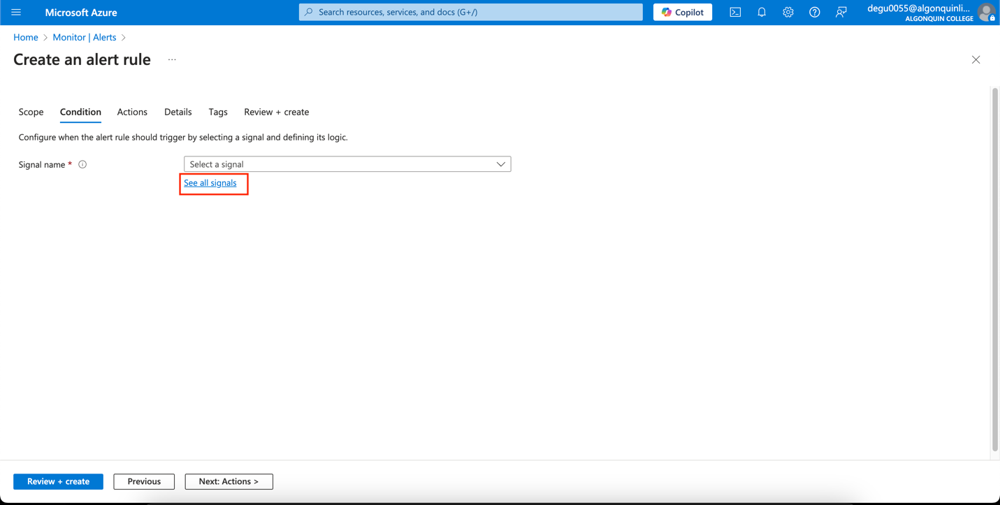 Microsoft Azure
Search resources, services, and docs (G+/)
Copilot
degu0055@algonquinli...
ALGONQUIN COLLEGE
Home > Monitor | Alerts >
Create an alert rule ...
Scope Condition Actions Details Tags Review + create
Configure when the alert rule should trigger by selecting a signal and defining its logic.
Signal name * Select a signal
See all signals
Review + create Previous Next: Actions >